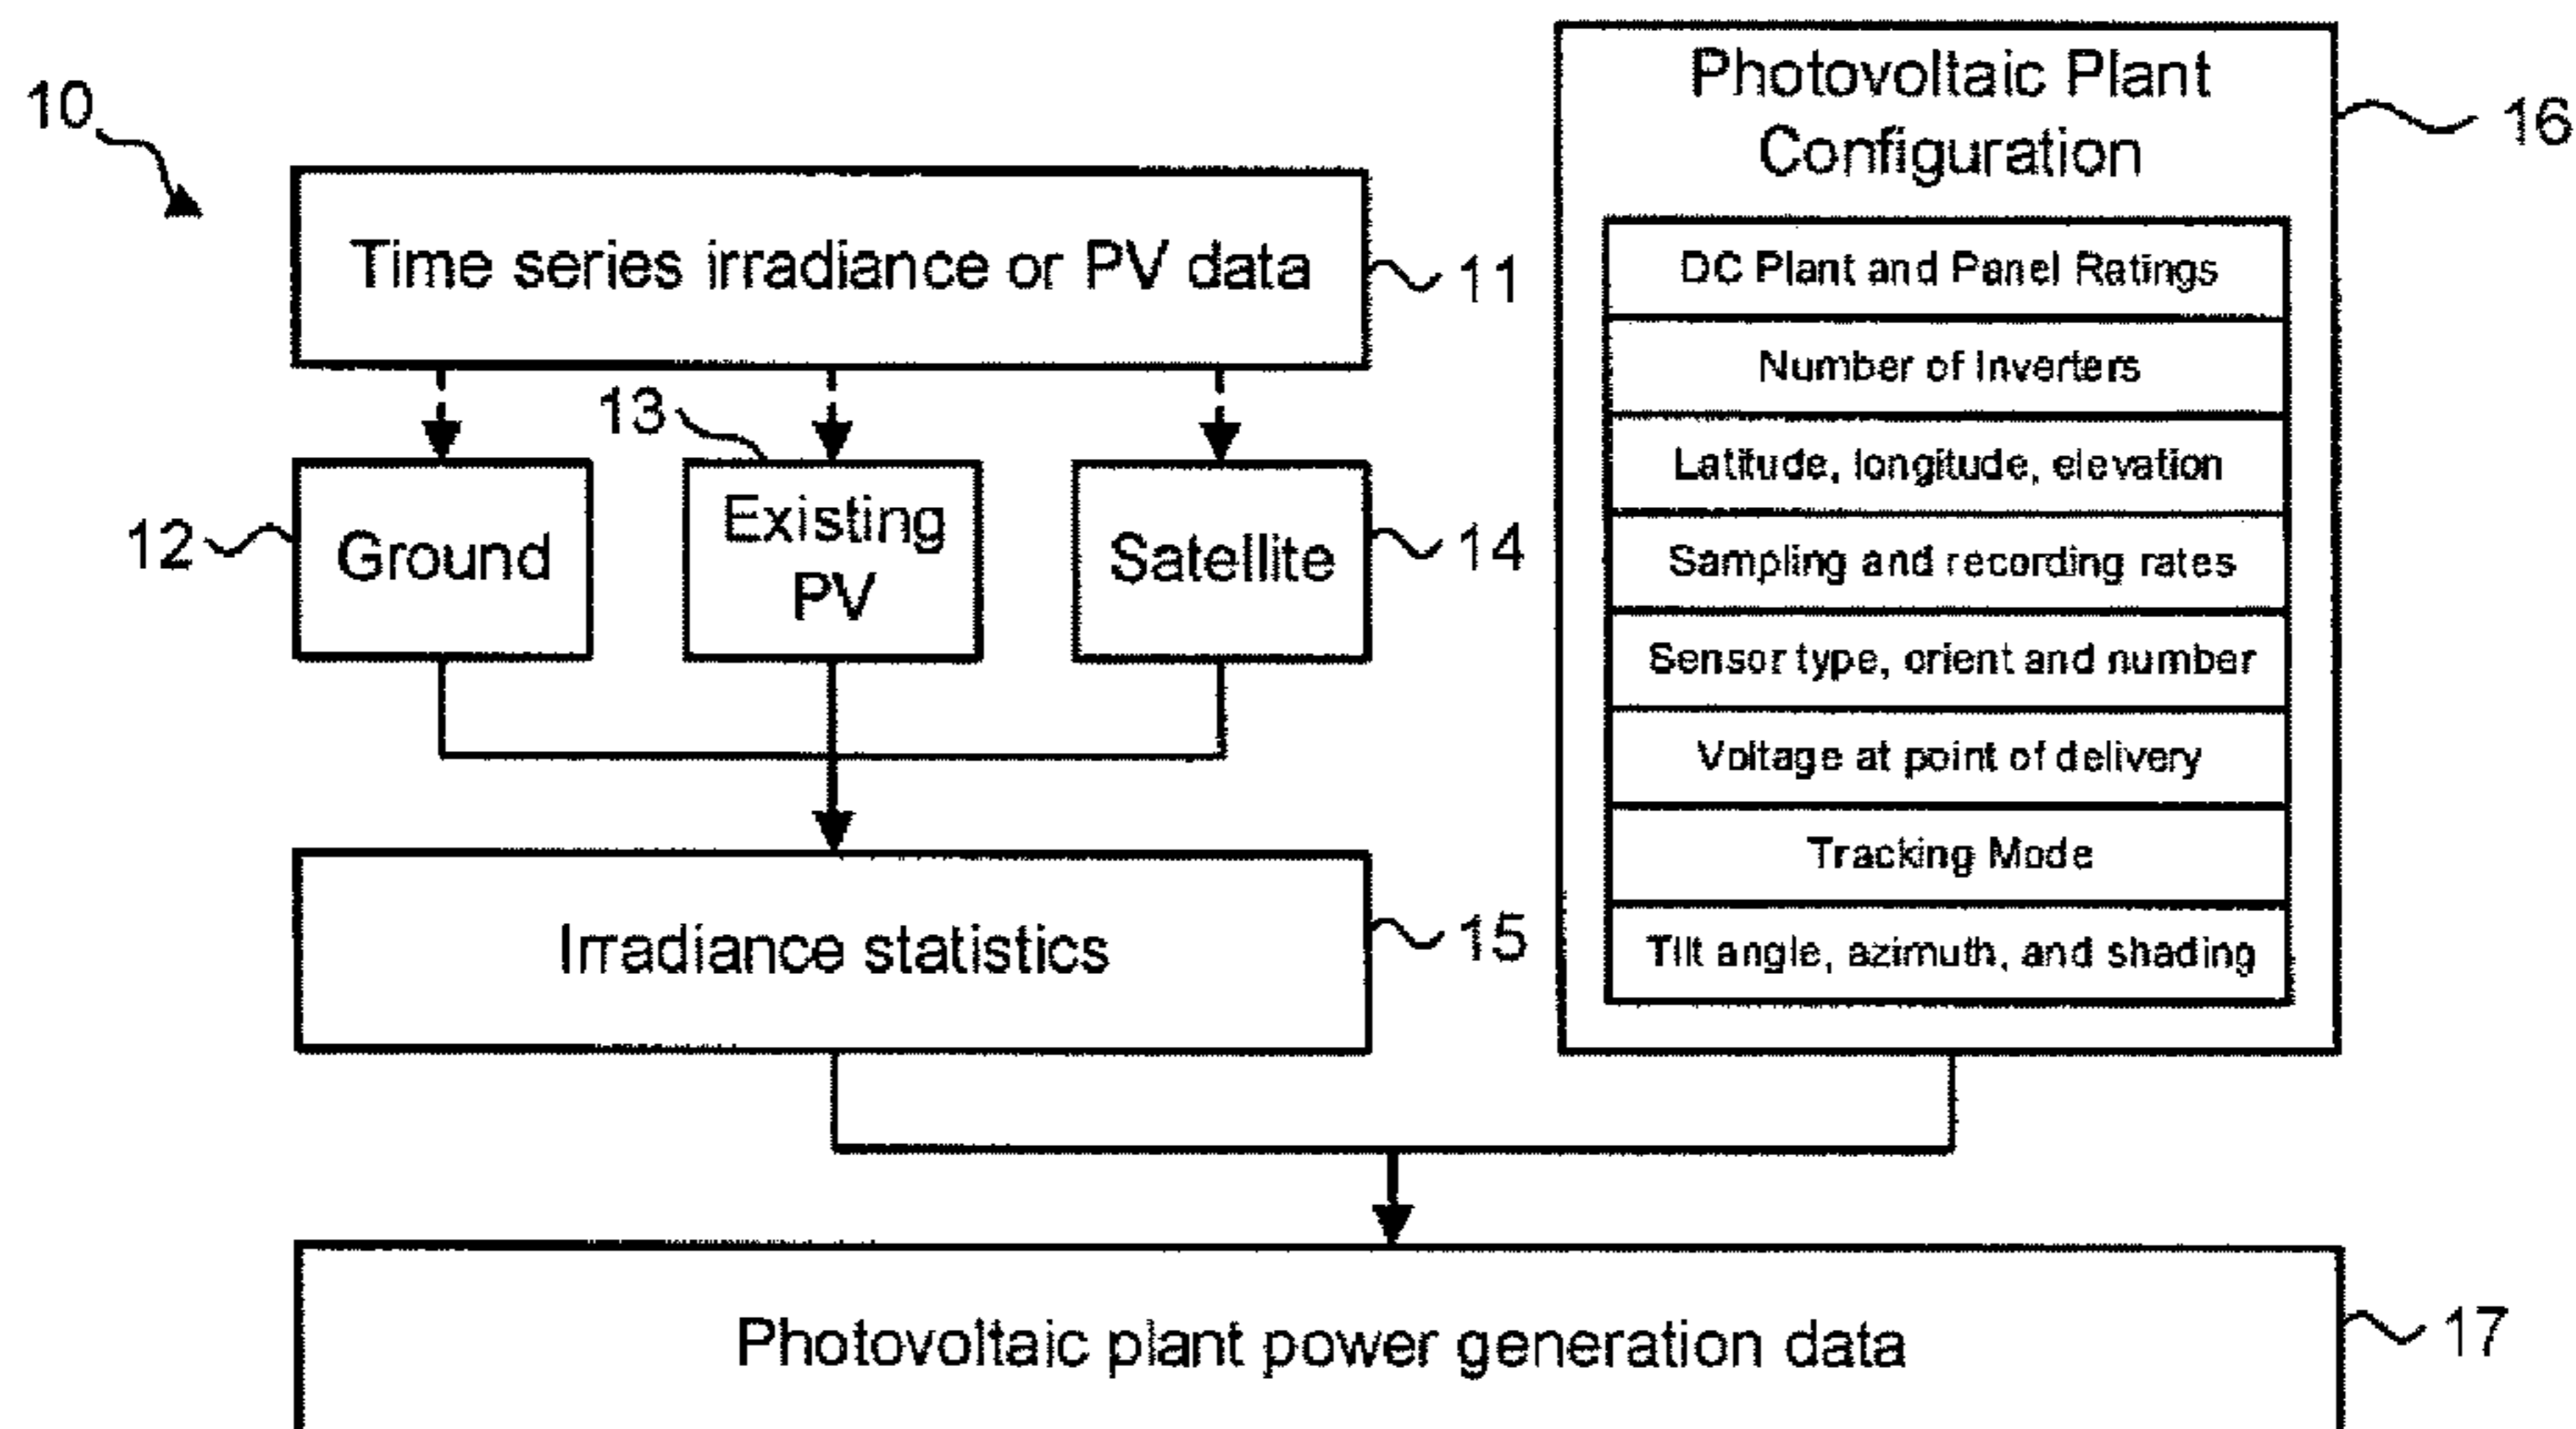 10
Time series irradiance or PV data
11
13
12
Ground
Existing
PV
Satellite
14
Irradiance statistics
15
Photovoltaic Plant
Configuration
16
DC Plant and Panel Ratings
Number of Inverters
Latitude, longitude, elevation
Sampling and recording rates
Sensor type, orient and number
Voltage at point of delivery
Tracking Mode
Tilt angle, azimuth, and shading
Photovoltaic plant power generation data
17